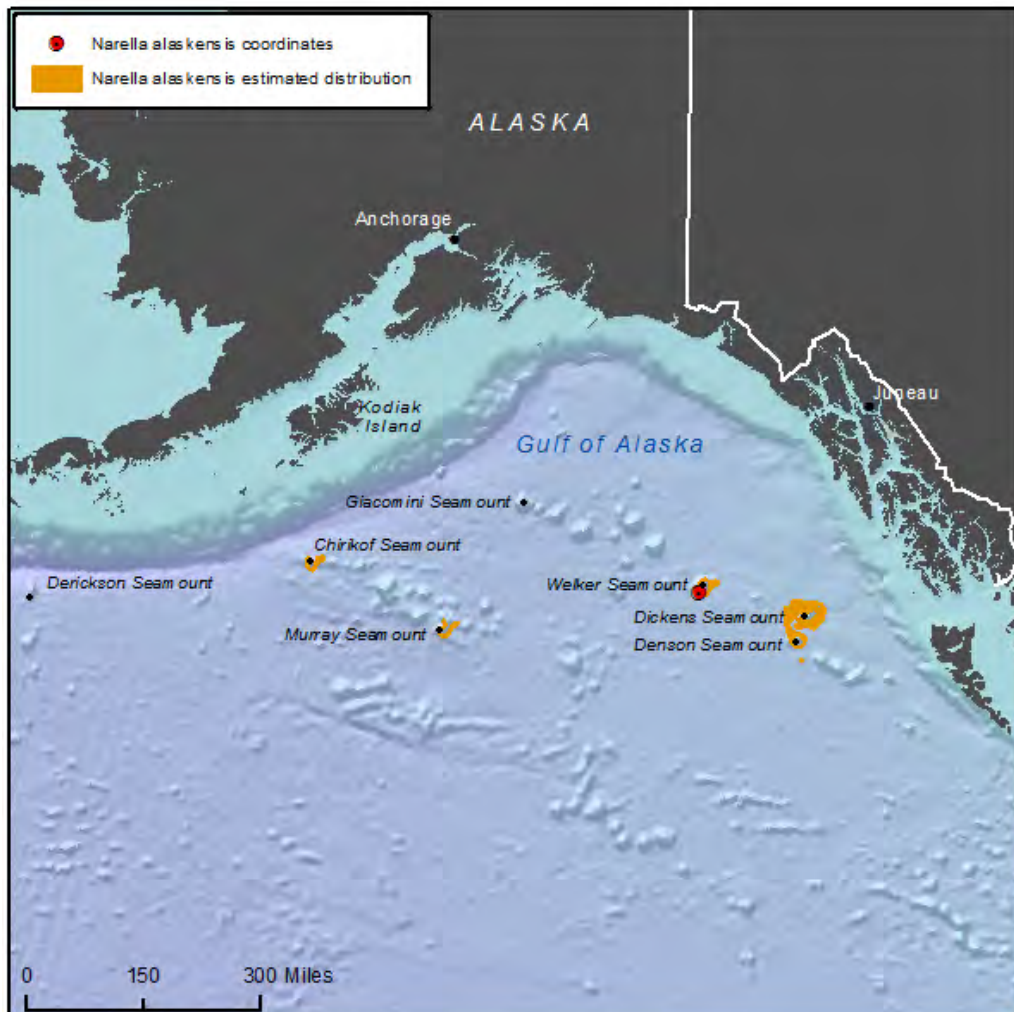 Narella alaskensis coordinates
Narella alaskensis estimated distribution
ALASKA
Anchorage
Juneau
Kodiak
Island
Gulf of Alaska
Giacomini Seamount
Chirikof Seamount
Derickson Seamount
Welker Seamount
Dickens Seamount
Murray Seamount
Denson Seamount
0 150 300 Miles